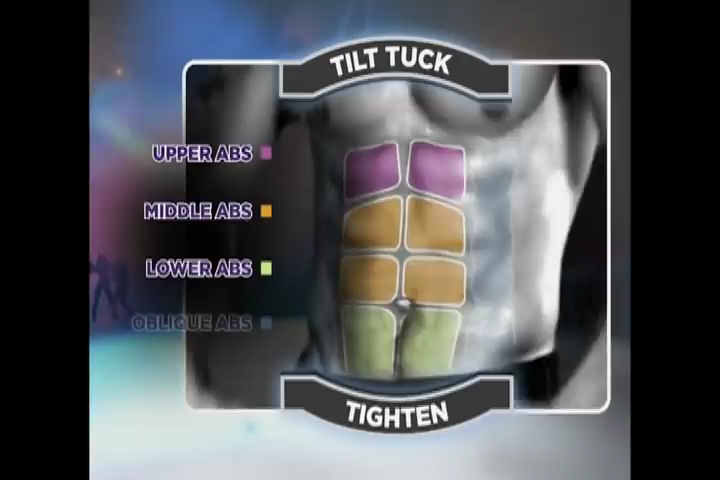 TILT TUCK
UPPER ABS
MIDDLE ABS
LOWER ABS
OBLIQUE ABS
TIGHTEN